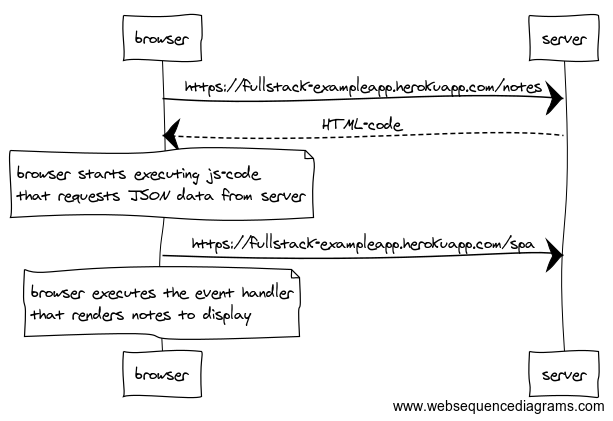 browser
server
https://fullstack-exampleapp.herokuapp.com/notes
HTML-code
browser starts executing js-code
that requests JSON data from server
https://fullstack-exampleapp.herokuapp.com/spa
browser executes the event handler
that renders notes to display
browser
server
www.websequencediagrams.com